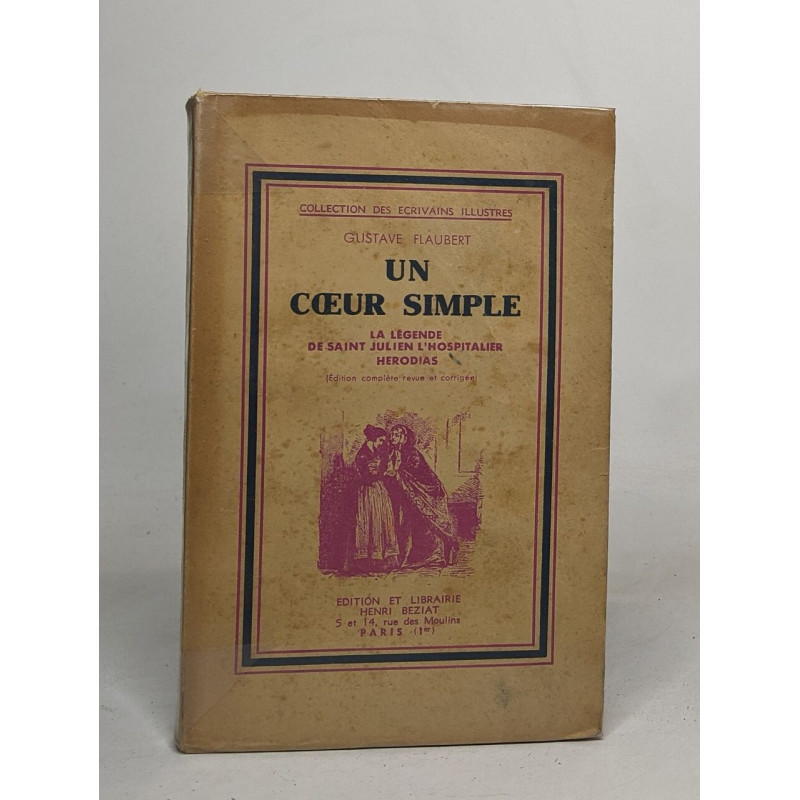 COLLECTION DES ECRIVAINS ILLUSTRES
GUSTAVE FLAUBERT
UN
CŒUR SIMPLE
LA LÉGENDE
DE SAINT JULIEN L'HOSPITALIER
HERODIAS
(Édition complète revue et corrigée)
EDITION ET LIBRAIRIE
HENRI BEZIAT
5 et 14, rue des Moulins
PARIS (1er)